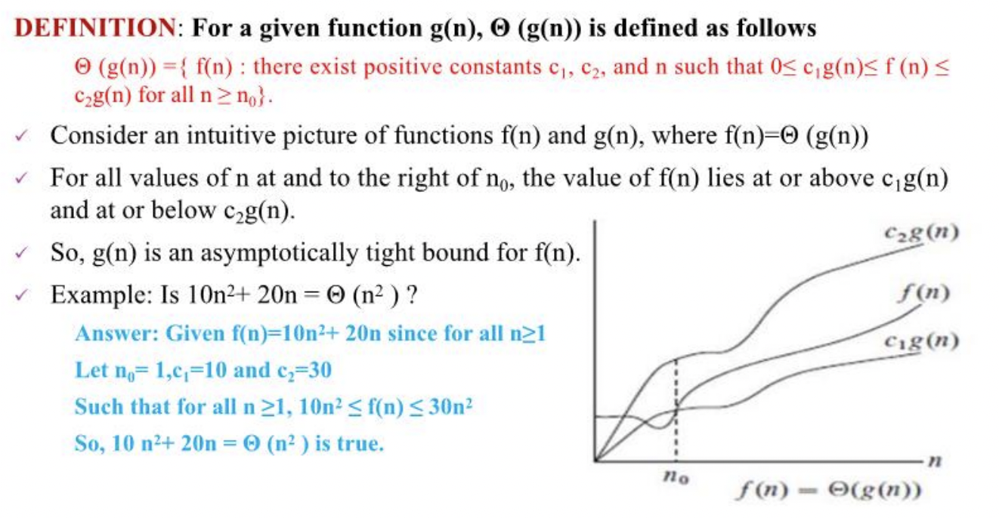 DEFINITION: For a given function g(n), Θ (g(n)) is defined as follows
Θ (g(n)) ={ f(n) : there exist positive constants c₁, c₂, and n such that 0≤ c₁g(n)≤ f (n) ≤
c₂g(n) for all n ≥ n₀}.
✓ Consider an intuitive picture of functions f(n) and g(n), where f(n)=Θ (g(n))
✓ For all values of n at and to the right of n₀, the value of f(n) lies at or above c₁g(n)
and at or below c₂g(n).
✓ So, g(n) is an asymptotically tight bound for f(n).
✓ Example: Is 10n²+ 20n = Θ (n² ) ?
Answer: Given f(n)=10n²+ 20n since for all n≥1
Let n₀= 1,c₁=10 and c₂=30
Such that for all n ≥1, 10n² ≤ f(n) ≤ 30n²
So, 10 n²+ 20n = Θ (n² ) is true.
c₂g(n)
f(n)
c₁g(n)
n
n₀
f(n) = Θ(g(n))